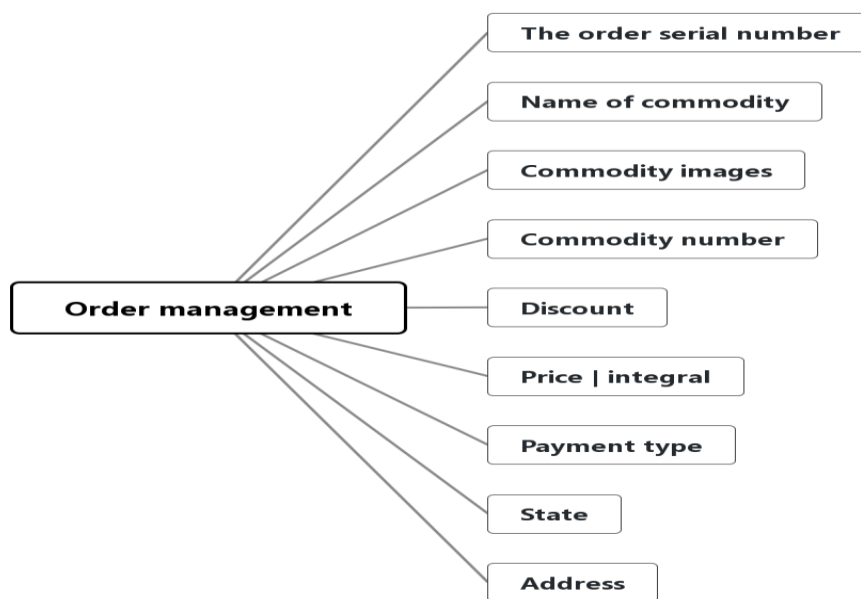 The order serial number
Name of commodity
Commodity images
Commodity number
Order management
Discount
Price | integral
Payment type
State
Address